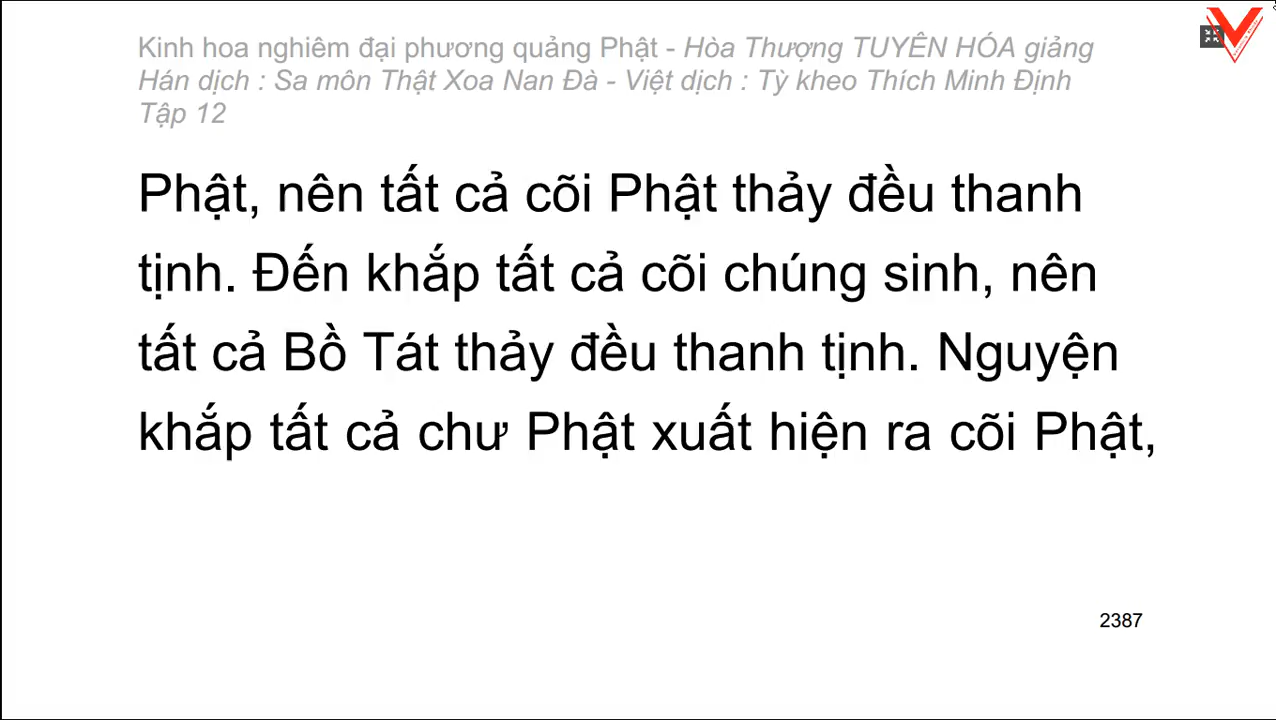 Kinh hoa nghiêm đại phương quảng Phật - Hòa Thượng TUYÊN HÓA giảng
Hán dịch : Sa môn Thật Xoa Nan Đà - Việt dịch : Tỳ kheo Thích Minh Định
Tập 12
Phật, nên tất cả cõi Phật thảy đều thanh
tịnh. Đến khắp tất cả cõi chúng sinh, nên
tất cả Bồ Tát thảy đều thanh tịnh. Nguyện
khắp tất cả chư Phật xuất hiện ra cõi Phật,
2387